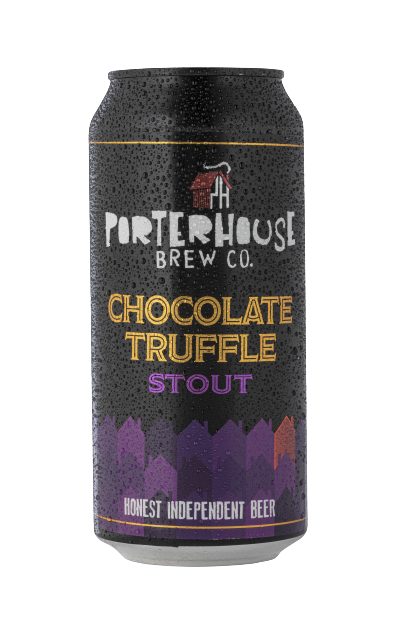 PORTERHOUSE
BREW CO.
CHOCOLATE
TRUFFLE
STOUT
HONEST INDEPENDENT BEER